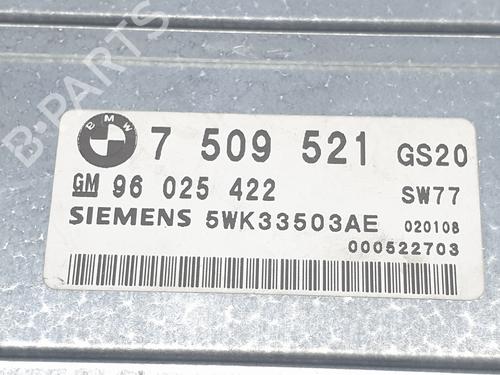 B-PARTS
BMW
7 509 521 GS20
GM 96 025 422 SW77
SIEMENS 5WK33503AE 020108
000522703